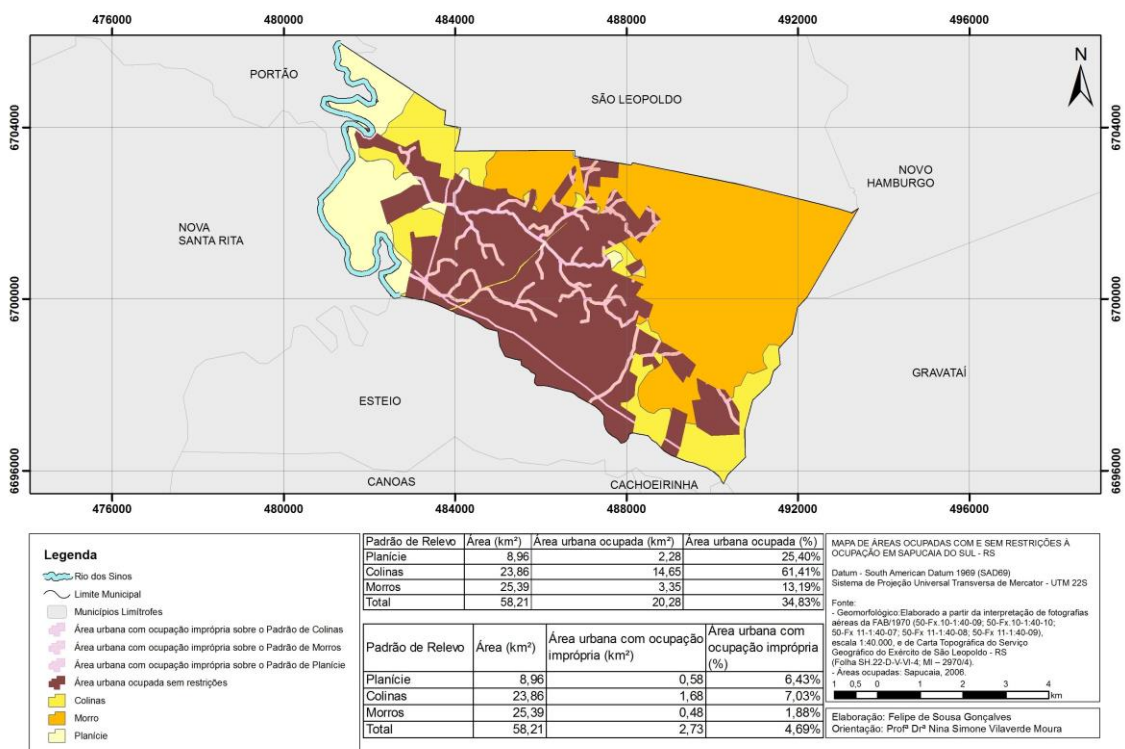 476000 480000 484000 488000 492000 496000
N
PORTÃO
SÃO LEOPOLDO
6704000 6704000
NOVO
HAMBURGO
NOVA
SANTA RITA
6700000 6700000
GRAVATAÍ
ESTEIO
6696000 6696000
CANOAS
CACHOEIRINHA
476000 480000 484000 488000 492000 496000
Legenda
Rio dos Sinos
Limite Municipal
Municípios Limítrofes
Área urbana com ocupação imprópria sobre o Padrão de Colinas
Área urbana com ocupação imprópria sobre o Padrão de Morros
Área urbana com ocupação imprópria sobre o Padrão de Planície
Área urbana ocupada sem restrições
Colinas
Morro
Planície
Padrão de Relevo Área (km²) Área urbana ocupada (km²) Área urbana ocupada (%)
Planície 8,96 2,28 25,40%
Colinas 23,86 14,65 61,41%
Morros 25,39 3,35 13,19%
Total 58,21 20,28 34,83%
Padrão de Relevo Área (km²) Área urbana com ocupação imprópria (km²) Área urbana com ocupação imprópria (%)
Planície 8,96 0,58 6,43%
Colinas 23,86 1,68 7,03%
Morros 25,39 0,48 1,88%
Total 58,21 2,73 4,69%
MAPA DE ÁREAS OCUPADAS COM E SEM RESTRIÇÕES À
OCUPAÇÃO EM SAPUCAIA DO SUL - RS
Datum - South American Datum 1969 (SAD69)
Sistema de Projeção Universal Transversa de Mercator - UTM 22S
Fonte:
- Geomorfológico:Elaborado a partir da interpretação de fotografias
aéreas da FAB/1970 (50-Fx.10-1:40-09; 50-Fx.10-1:40-10;
50-Fx 11-1:40-07; 50-Fx 11-1:40-08; 50-Fx 11-1:40-09),
escala 1:40.000, e de Carta Topográfica do Serviço
Geográfico do Exército de São Leopoldo - RS
(Folha SH.22-D-V-VI-4; MI – 2970/4).
- Áreas ocupadas: Sapucaia, 2006.
1 0,5 0 1 2 3 4
km
Elaboração: Felipe de Sousa Gonçalves
Orientação: Profª Drª Nina Simone Vilaverde Moura